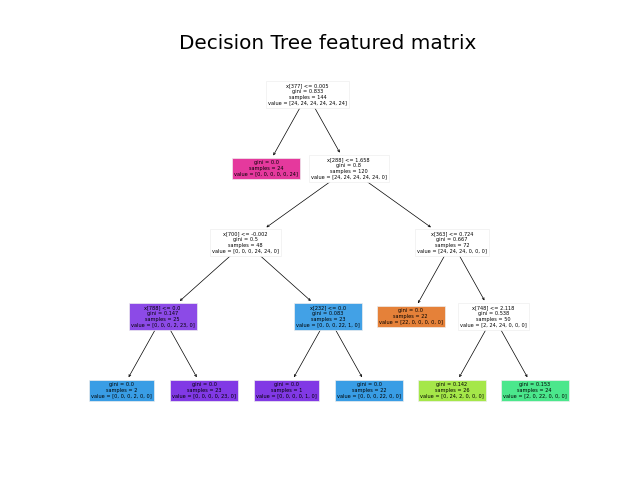 Decision Tree featured matrix
x[377] <= 0.005
gini = 0.833
samples = 144
value = [24, 24, 24, 24, 24, 24]
gini = 0.0
samples = 24
value = [0, 0, 0, 0, 0, 24]
x[288] <= 1.658
gini = 0.8
samples = 120
value = [24, 24, 24, 24, 24, 0]
x[700] <= -0.002
gini = 0.5
samples = 48
value = [0, 0, 0, 24, 24, 0]
x[363] <= 0.724
gini = 0.667
samples = 72
value = [24, 24, 24, 0, 0, 0]
x[788] <= 0.0
gini = 0.147
samples = 25
value = [0, 0, 0, 2, 23, 0]
x[232] <= 0.0
gini = 0.083
samples = 23
value = [0, 0, 0, 22, 1, 0]
gini = 0.0
samples = 22
value = [22, 0, 0, 0, 0, 0]
x[748] <= 2.118
gini = 0.538
samples = 50
value = [2, 24, 24, 0, 0, 0]
gini = 0.0
samples = 2
value = [0, 0, 0, 2, 0, 0]
gini = 0.0
samples = 23
value = [0, 0, 0, 0, 23, 0]
gini = 0.0
samples = 1
value = [0, 0, 0, 0, 1, 0]
gini = 0.0
samples = 22
value = [0, 0, 0, 22, 0, 0]
gini = 0.142
samples = 26
value = [0, 24, 2, 0, 0, 0]
gini = 0.153
samples = 24
value = [2, 0, 22, 0, 0, 0]